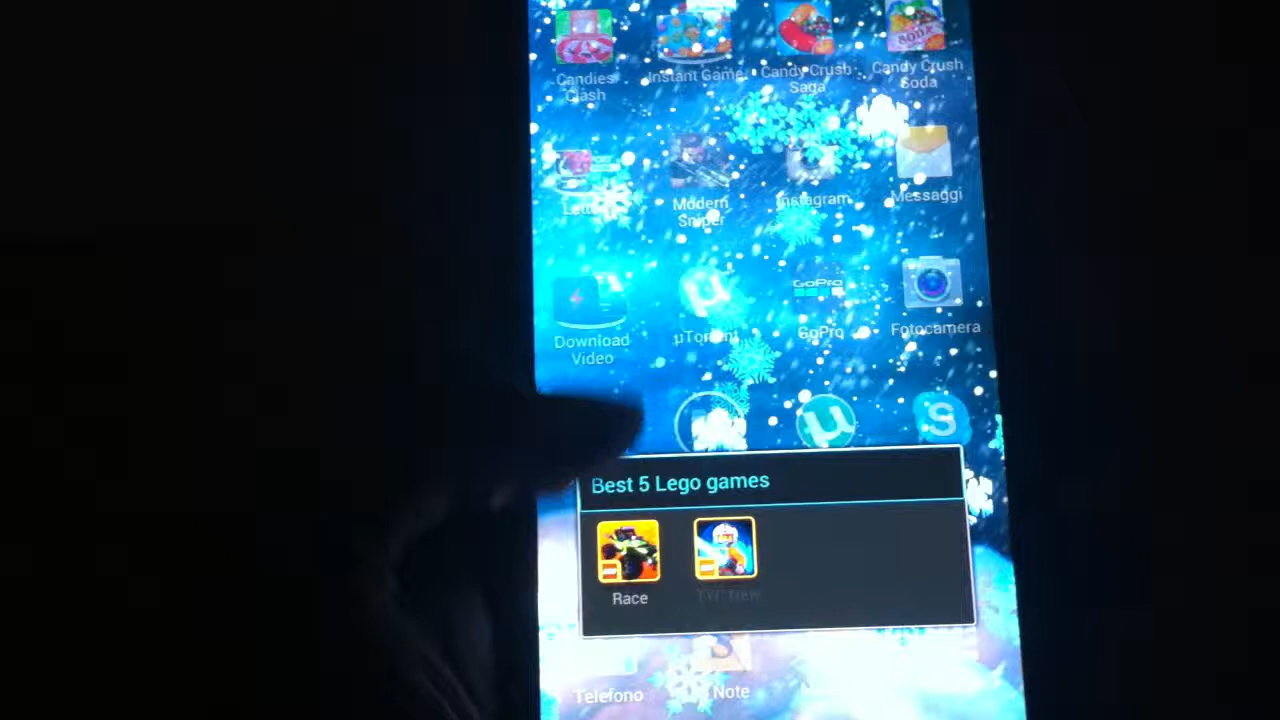 Candies
Clash
Instant Game
Candy Crush
Saga
Candy Crush
Soda
SODA
Modern
Sniper
Instagram
Messaggi
Download
Video
µTorrent
GoPro
GoPro
Fotocamera
µ
S
Best 5 Lego games
Race
Telefono
Note